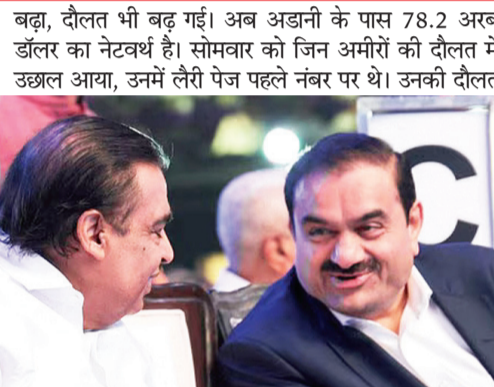 बढ़ा, दौलत भी बढ़ गई। अब अडानी के पास 78.2 अरब
डॉलर का नेटवर्थ है। सोमवार को जिन अमीरों की दौलत में
उछाल आया, उनमें लैरी पेज पहले नंबर पर थे। उनकी दौलत
C